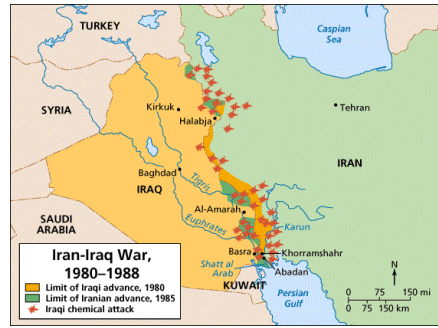 TURKEY
Caspian
Sea
SYRIA
Kirkuk
Halabja
Tehran
Baghdad
IRAQ
Tigris
IRAN
SAUDI
ARABIA
Al-Amarah
Euphrates
Karun
Basra
Khorramshahr
Shatt al
Arab
Abadan
KUWAIT
Persian
Gulf
N
0 75 150 mi
0 75 150 km
Iran-Iraq War,
1980–1988
Limit of Iraqi advance, 1980
Limit of Iranian advance, 1985
Iraqi chemical attack